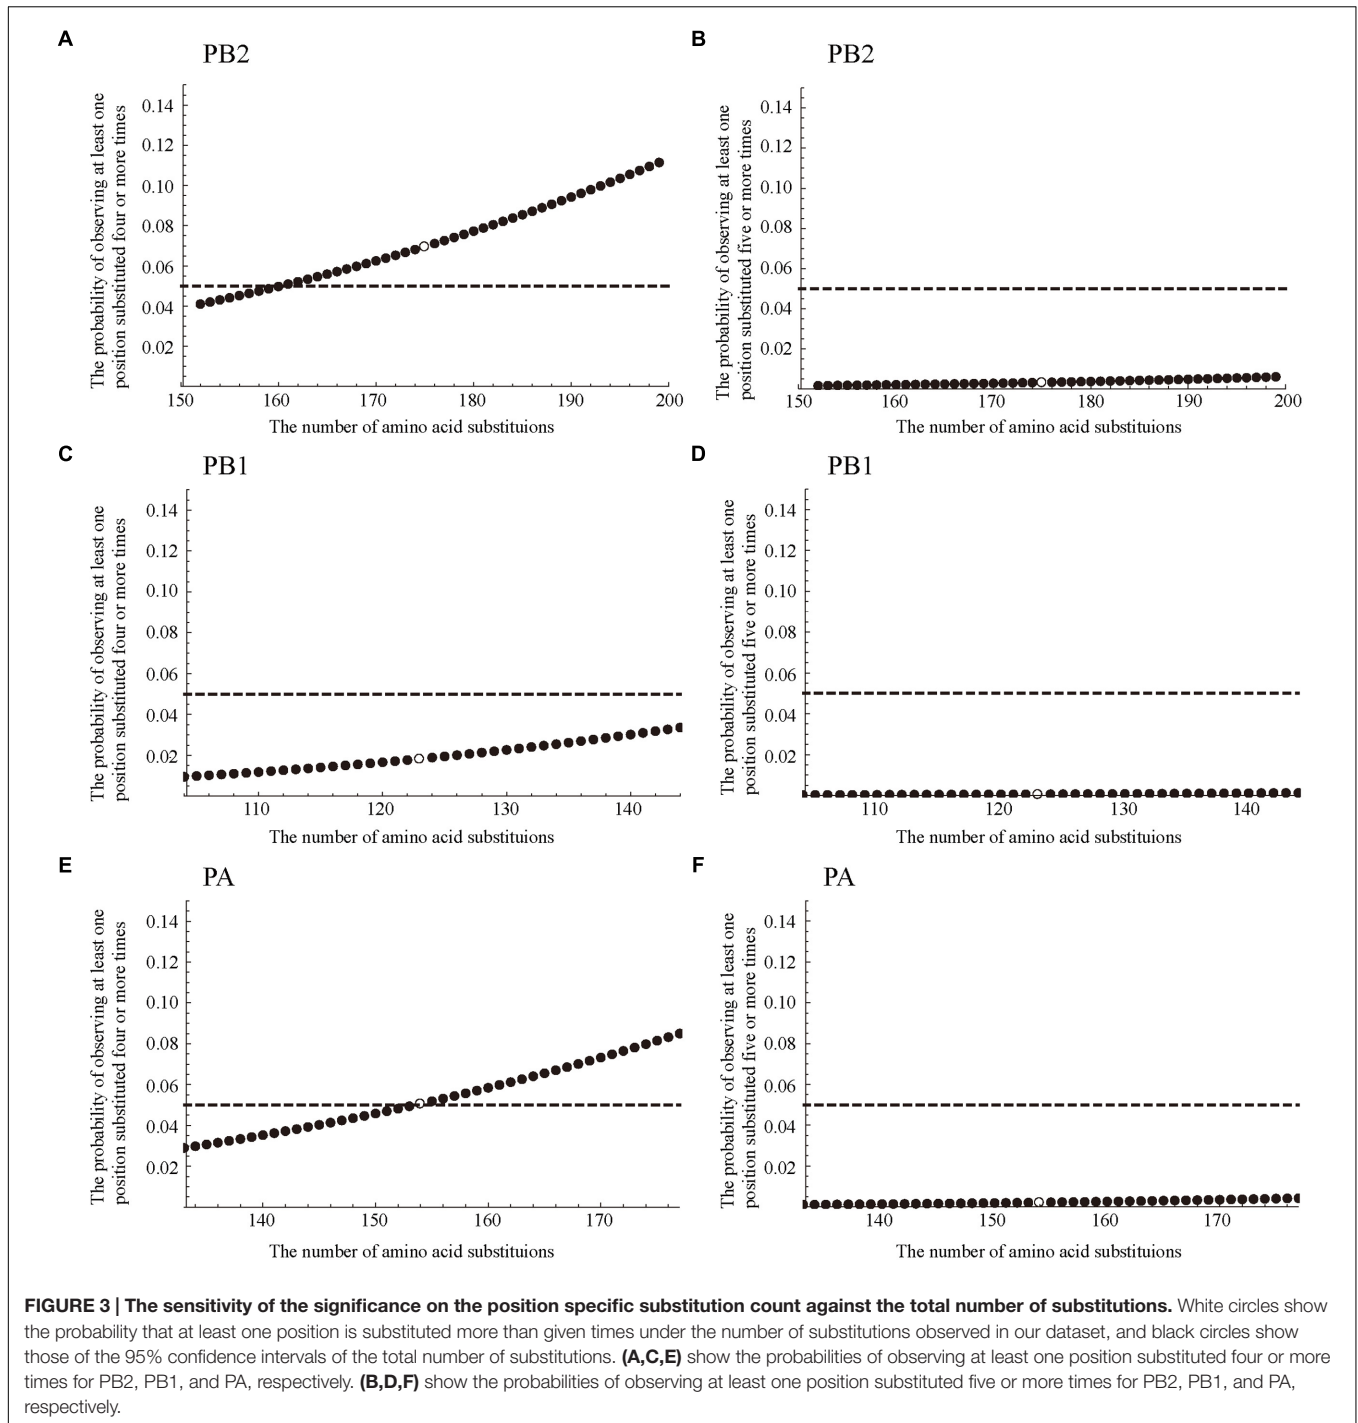 A
PB2
The probability of observing at least one
position substituted four or more times
0.14
0.12
0.10
0.08
0.06
0.04
0.02
150 160 170 180 190 200
The number of amino acid substituions
B
PB2
The probability of observing at least one
position substituted five or more times
0.14
0.12
0.10
0.08
0.06
0.04
0.02
150 160 170 180 190 200
The number of amino acid substituions
C
PB1
The probability of observing at least one
position substituted four or more times
0.14
0.12
0.10
0.08
0.06
0.04
0.02
110 120 130 140
The number of amino acid substituions
D
PB1
The probability of observing at least one
position substituted five or more times
0.14
0.12
0.10
0.08
0.06
0.04
0.02
110 120 130 140
The number of amino acid substituions
E
PA
The probability of observing at least one
position substituted four or more times
0.14
0.12
0.10
0.08
0.06
0.04
0.02
140 150 160 170
The number of amino acid substituions
F
PA
The probability of observing at least one
position substituted five or more times
0.14
0.12
0.10
0.08
0.06
0.04
0.02
140 150 160 170
The number of amino acid substituions
FIGURE 3 | The sensitivity of the significance on the position specific substitution count against the total number of substitutions. White circles show
the probability that at least one position is substituted more than given times under the number of substitutions observed in our dataset, and black circles show
those of the 95% confidence intervals of the total number of substitutions. (A,C,E) show the probabilities of observing at least one position substituted four or more
times for PB2, PB1, and PA, respectively. (B,D,F) show the probabilities of observing at least one position substituted five or more times for PB2, PB1, and PA,
respectively.